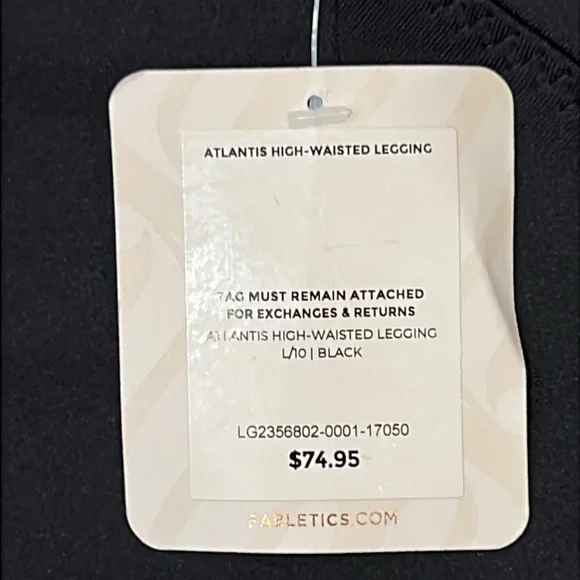 ATLANTIS HIGH-WAISTED LEGGING
TAG MUST REMAIN ATTACHED
FOR EXCHANGES & RETURNS
ATLANTIS HIGH-WAISTED LEGGING
L/10 | BLACK
LG2356802-0001-17050
$74.95
FABLETICS.COM